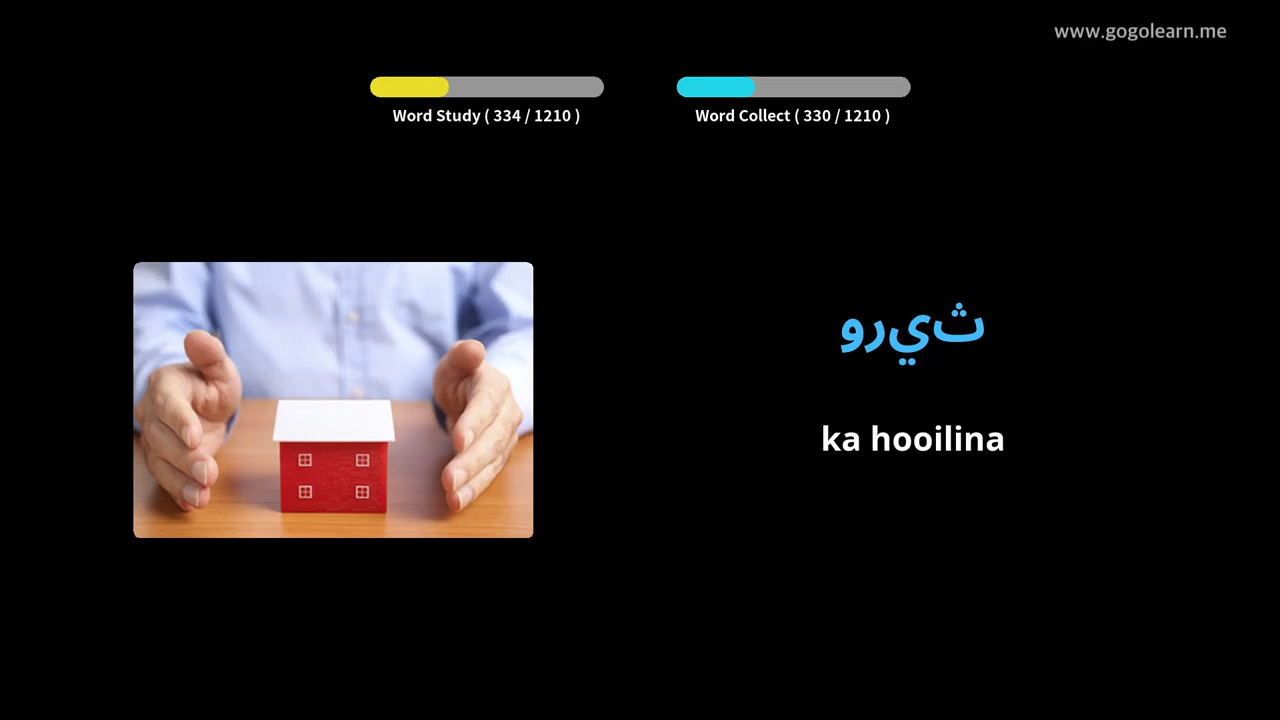 www.gogolearn.me
Word Study ( 334 / 1210 )
Word Collect ( 330 / 1210 )
ثيرو
ka hooilina